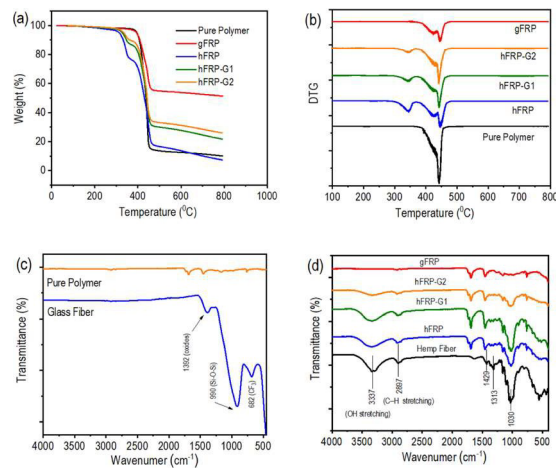 (a)
Pure Polymer
gFRP
hFRP
hFRP-G1
hFRP-G2
Weight (%)
100
80
60
40
20
0
0 200 400 600 800 1000
Temperature (⁰C)
(b)
gFRP
hFRP-G2
hFRP-G1
hFRP
Pure Polymer
DTG
100 200 300 400 500 600 700 800
Temperature (⁰C)
(c)
Pure Polymer
Glass Fiber
Transmittance (%)
1392 (oxides)
990 (Si-O-Si)
682 (CF₃)
4000 3500 3000 2500 2000 1500 1000 500
Wavenumer (cm⁻¹)
(d)
gFRP
hFRP-G2
hFRP-G1
hFRP
Hemp Fiber
Transmittance (%)
3337
(OH stretching)
2897
(C–H stretching)
1429
1313
1030
4000 3500 3000 2500 2000 1500 1000 500
Wavenumer (cm⁻¹)